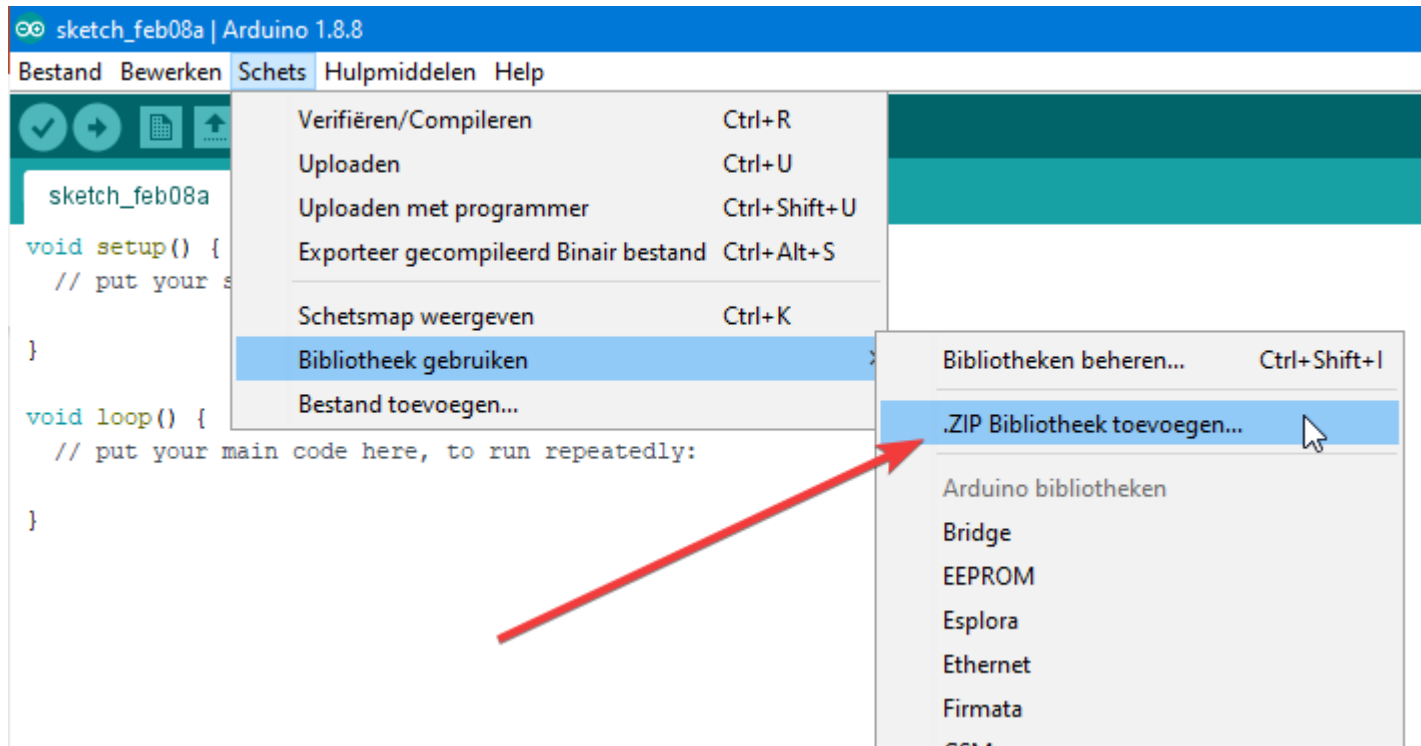 sketch_feb08a | Arduino 1.8.8
Bestand Bewerken Schets Hulpmiddelen Help
Verifiëren/Compileren Ctrl+R
Uploaden Ctrl+U
Uploaden met programmer Ctrl+Shift+U
Exporteer gecompileerd Binair bestand Ctrl+Alt+S
Schetsmap weergeven Ctrl+K
Bibliotheek gebruiken
Bestand toevoegen...
Bibliotheken beheren... Ctrl+Shift+I
.ZIP Bibliotheek toevoegen...
Arduino bibliotheken
Bridge
EEPROM
Esplora
Ethernet
Firmata
sketch_feb08a
void setup() {
// put your
}
void loop() {
// put your main code here, to run repeatedly:
}